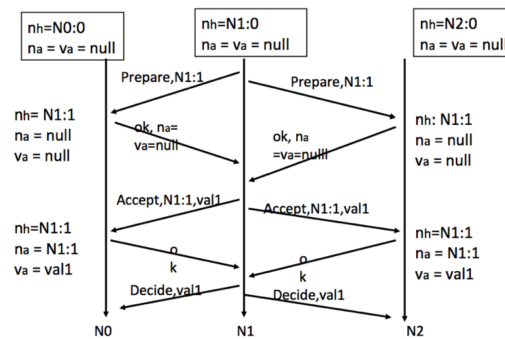 nh=N0:0
na = va = null
nh=N1:0
na = va = null
nh=N2:0
na = va = null
Prepare,N1:1
Prepare,N1:1
nh= N1:1
na = null
va = null
ok, na=
va=null
ok, na
=va=nulll
nh: N1:1
na = null
va = null
Accept,N1:1,val1
Accept,N1:1,val1
nh=N1:1
na = N1:1
va = val1
o
k
o
k
nh=N1:1
na = N1:1
va = val1
Decide,val1
Decide,val1
N0
N1
N2